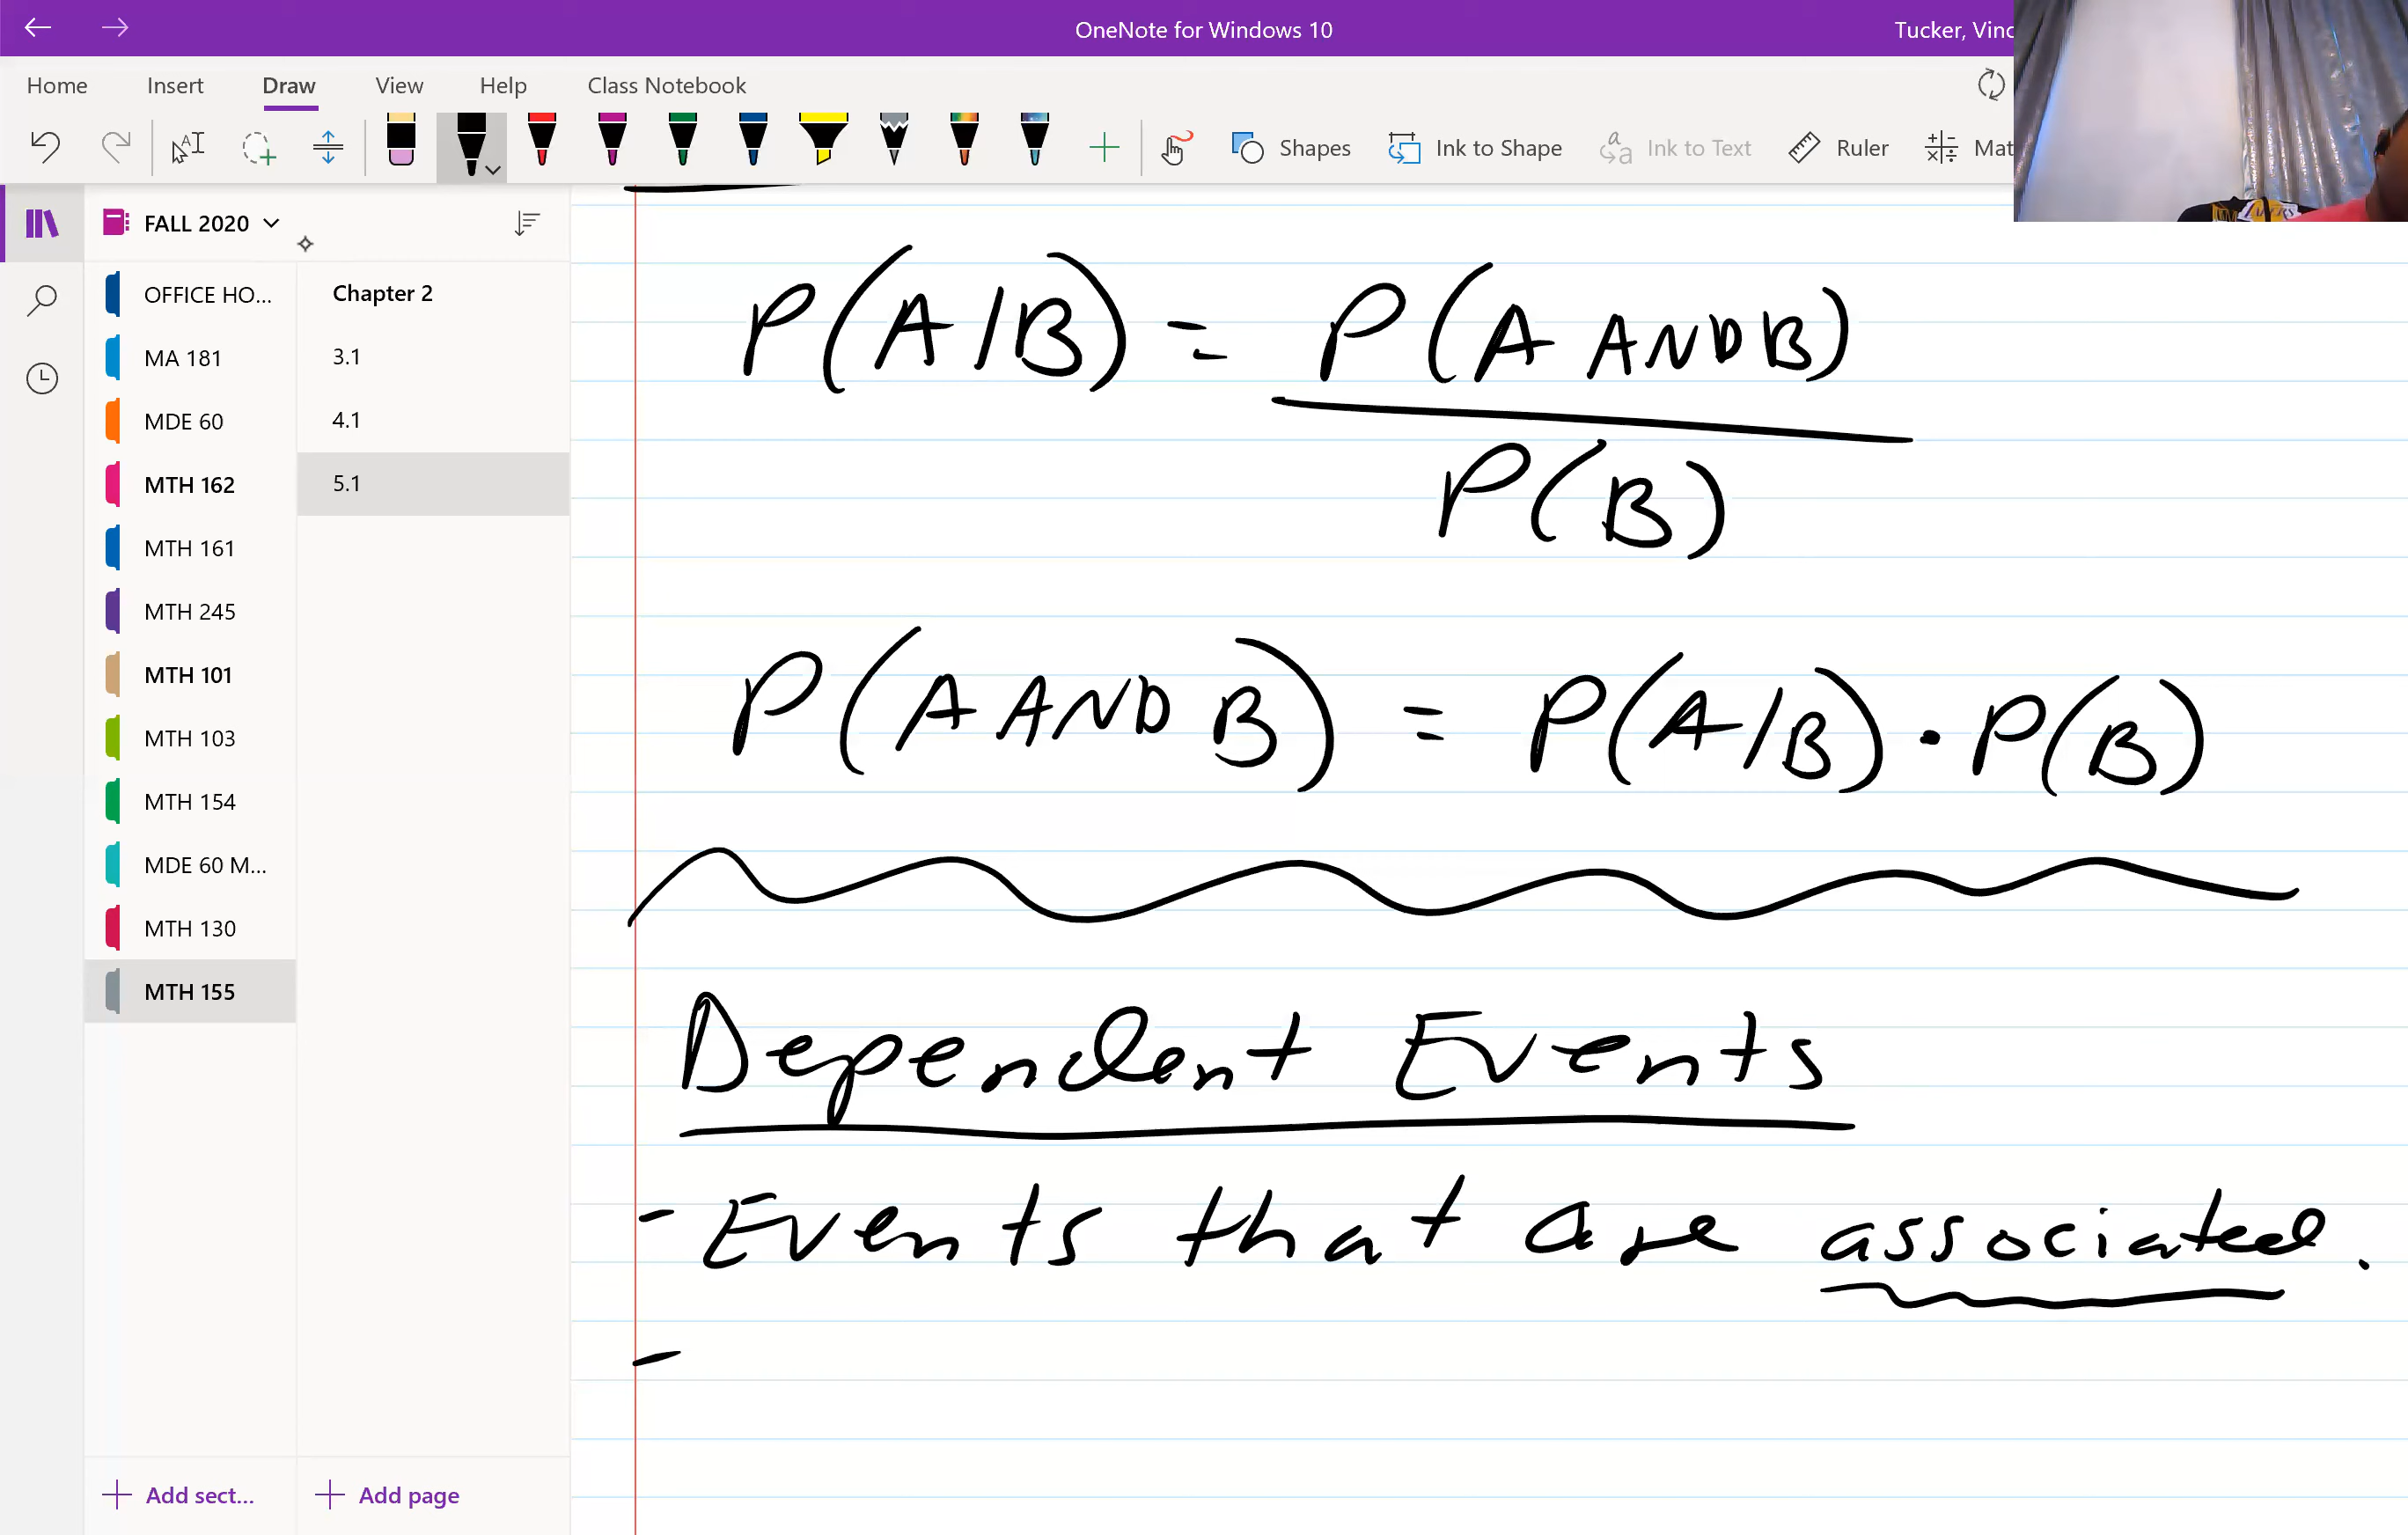 OneNote for Windows 10
Tucker, Vinc
Home Insert Draw View Help Class Notebook
Shapes Ink to Shape Ink to Text Ruler Mat
FALL 2020
OFFICE HO...
MA 181
MDE 60
MTH 162
MTH 161
MTH 245
MTH 101
MTH 103
MTH 154
MDE 60 M...
MTH 130
MTH 155
Add sect...
Chapter 2
3.1
4.1
5.1
Add page
P(A/B) = P(A AND B)
P(B)
P(A AND B) = P(A/B) · P(B)
Dependent Events
- Events that are associated.
-